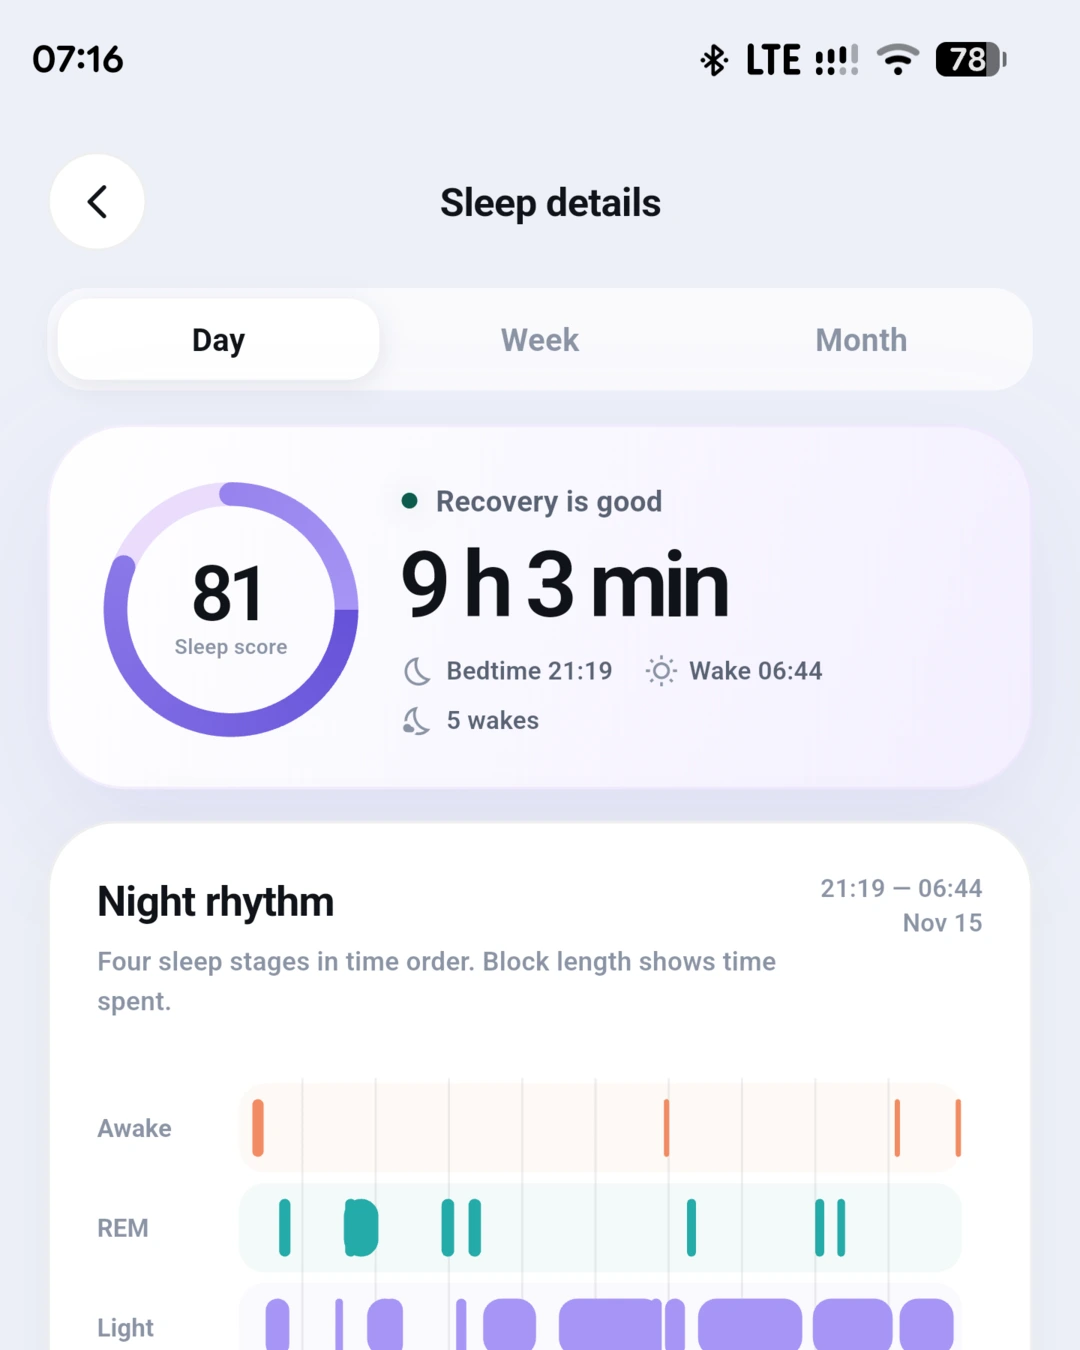 07:16
LTE
78
Sleep details
Day
Week
Month
81
Sleep score
Recovery is good
9 h 3 min
Bedtime 21:19
Wake 06:44
5 wakes
Night rhythm
21:19 — 06:44
Nov 15
Four sleep stages in time order. Block length shows time
spent.
Awake
REM
Light